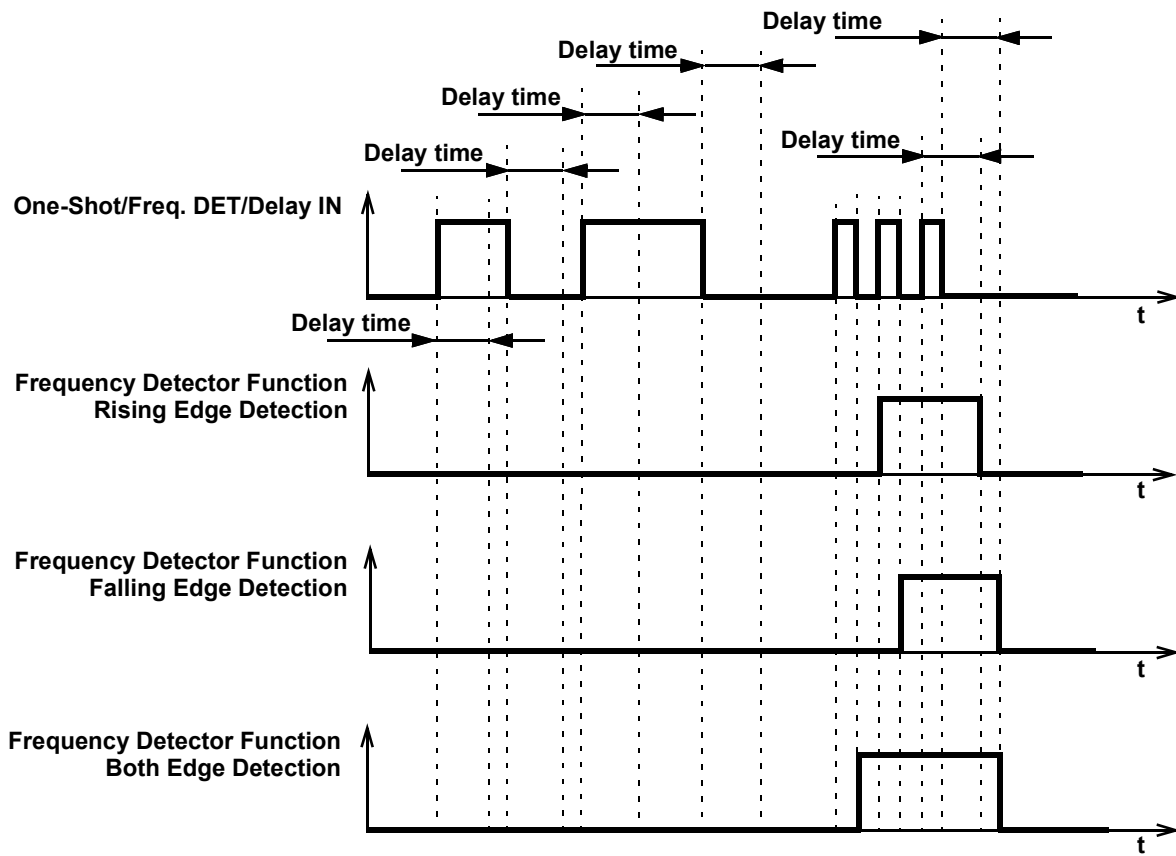 Delay time
Delay time
Delay time
Delay time
Delay time
One-Shot/Freq. DET/Delay IN
t
Delay time
Frequency Detector Function
Rising Edge Detection
t
Frequency Detector Function
Falling Edge Detection
t
Frequency Detector Function
Both Edge Detection
t